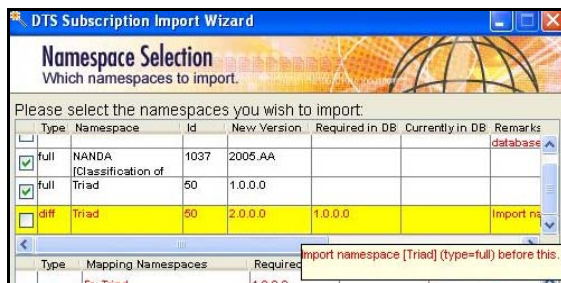 DTS Subscription Import Wizard
Namespace Selection
Which namespaces to import.
Please select the namespaces you wish to import:
Type Namespace Id New Version Required in DB Currently in DB Remarks
database
full NANDA 1037 2005.AA
[Classification of
full Triad 50 1.0.0.0
diff Triad 50 2.0.0.0 1.0.0.0 Import na
Import namespace [Triad] (type=full) before this.
Type Mapping Namespaces Required